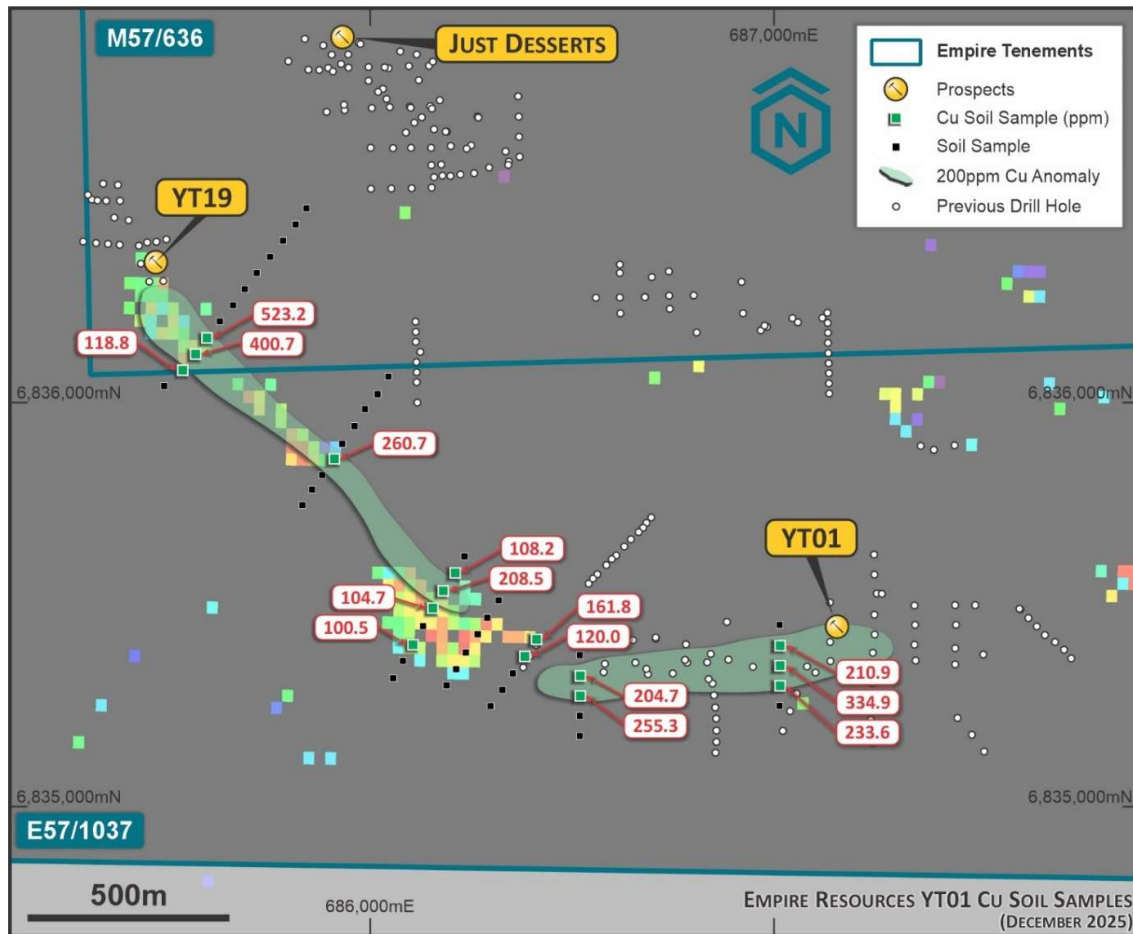 M57/636
JUST DESSERTS
687,000mE
N
Empire Tenements
Prospects
Cu Soil Sample (ppm)
Soil Sample
200ppm Cu Anomaly
Previous Drill Hole
YT19
523.2
400.7
118.8
6,836,000mN
6,836,000mN
260.7
YT01
108.2
208.5
104.7
161.8
100.5
120.0
210.9
204.7
334.9
255.3
233.6
6,835,000mN
6,835,000mN
E57/1037
500m
686,000mE
EMPIRE RESOURCES YT01 CU SOIL SAMPLES
(DECEMBER 2025)